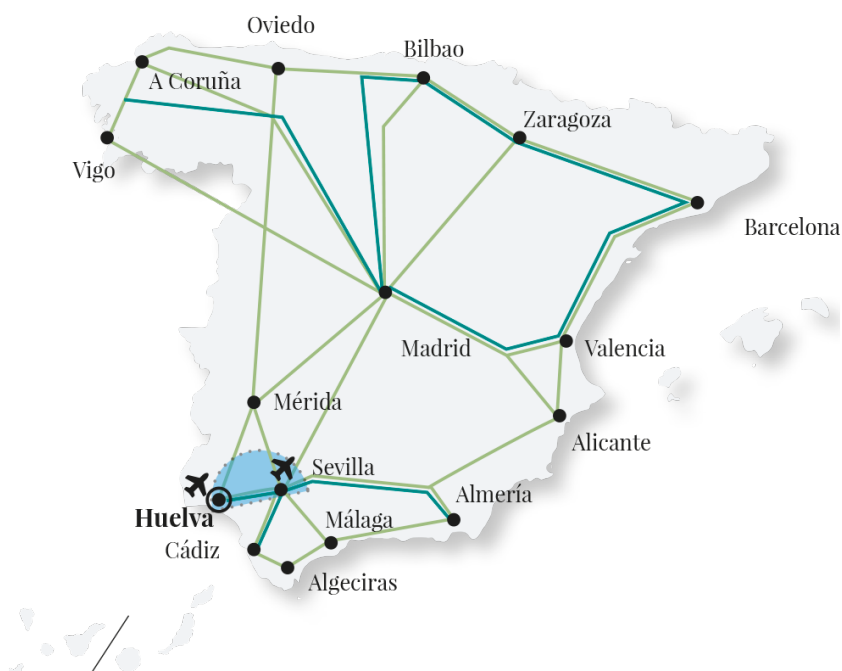 Oviedo
Bilbao
A Coruña
Zaragoza
Vigo
Barcelona
Madrid
Valencia
Mérida
Alicante
Sevilla
Almería
Huelva
Málaga
Cádiz
Algeciras